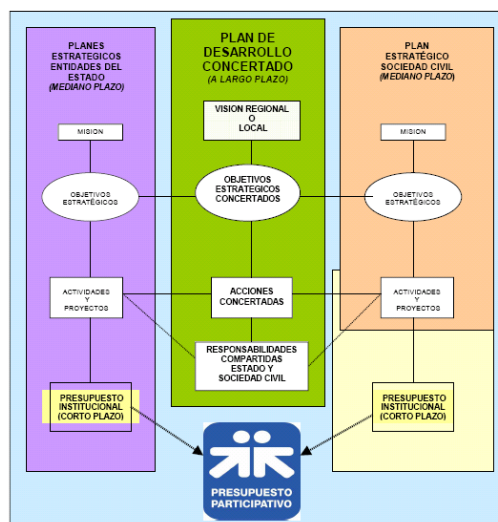 PLANES
ESTRATEGICOS
ENTIDADES DEL
ESTADO
(MEDIANO PLAZO)
MISION
OBJETIVOS
ESTRATÉGICOS
ACTIVIDADES
Y
PROYECTOS
PRESUPUESTO
INSTITUCIONAL
(CORTO PLAZO)
PLAN DE
DESARROLLO
CONCERTADO
(A LARGO PLAZO)
VISION REGIONAL
O
LOCAL
OBJETIVOS
ESTRATEGICOS
CONCERTADOS
ACCIONES
CONCERTADAS
RESPONSABILIDADES
COMPARTIDAS
ESTADO Y
SOCIEDAD CIVIL
PLAN
ESTRATÉGICO
SOCIEDAD CIVIL
(MEDIANO PLAZO)
MISION
OBJETIVOS
ESTRATÉGICOS
ACTIVIDADES
Y
PROYECTOS
PRESUPUESTO
INSTITUCIONAL
(CORTO PLAZO)
PRESUPUESTO
PARTICIPATIVO